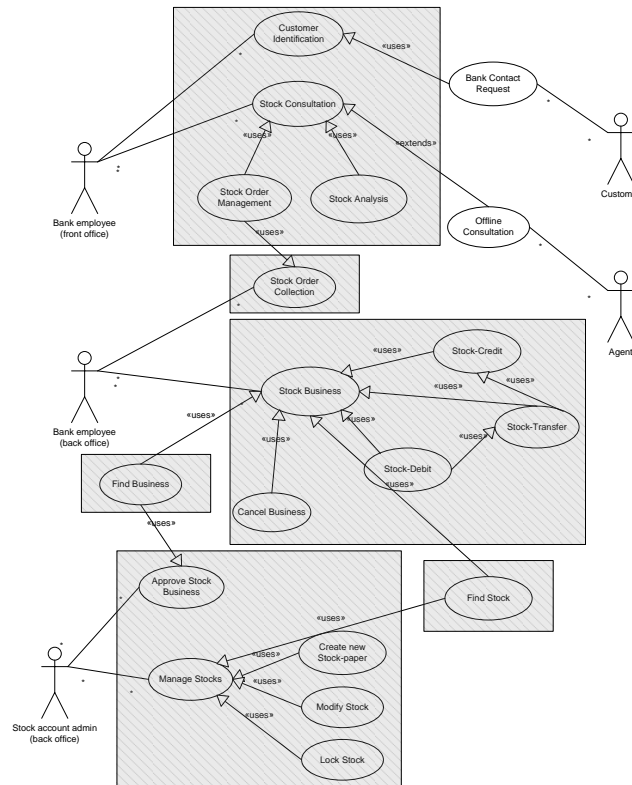 Customer
Identification
«uses»
Bank Contact
Request
*
*
*
Stock Consultation
*
«uses»
«uses»
«extends»
*
*
*
Bank employee
(front office)
Custom
Stock Order
Management
Stock Analysis
Offline
Consultation
«uses»
*
*
Stock Order
Collection
*
Agent
«uses»
Stock-Credit
*
*
*
Stock Business
«uses»
«uses»
Bank employee
(back office)
«uses»
«uses»
Stock-Transfer
«uses»
«uses»
Find Business
Stock-Debit
«uses»
Cancel Business
«uses»
Approve Stock
Business
*
Find Stock
«uses»
*
«uses»
Create new
Stock-paper
*
Manage Stocks
«uses»
*
Modify Stock
Stock account admin
(back office)
«uses»
Lock Stock